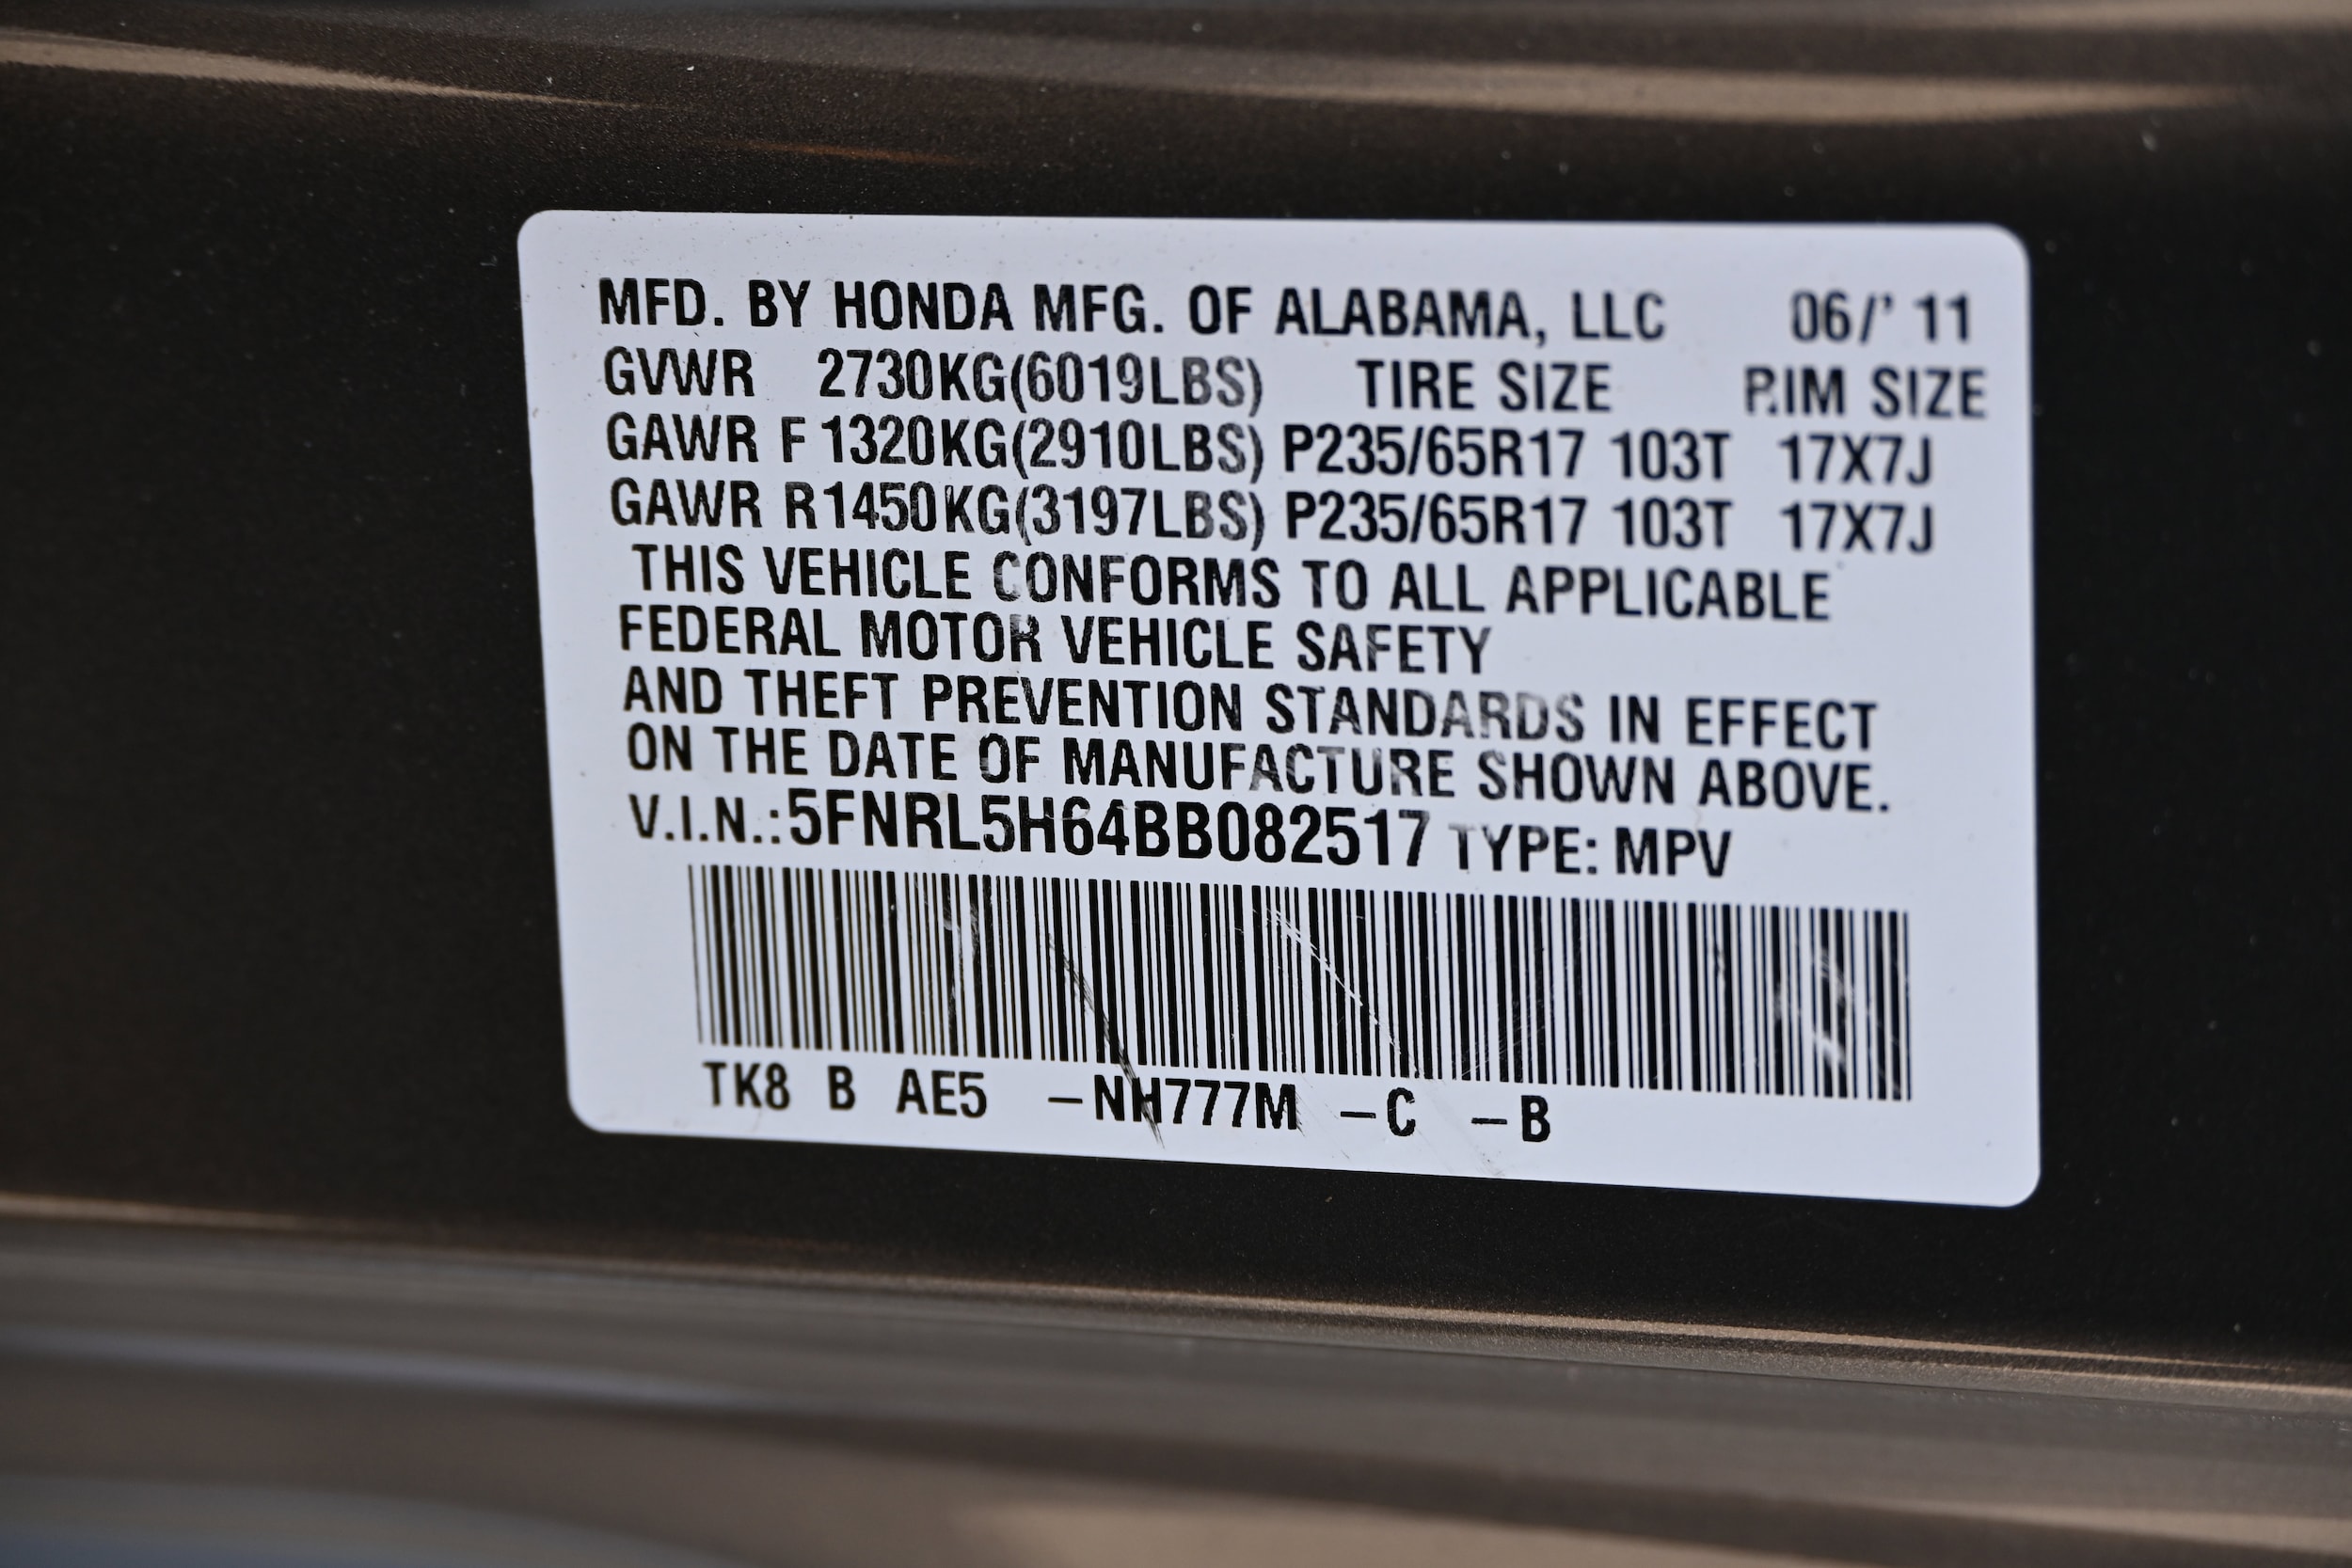 MFD. BY HONDA MFG. OF ALABAMA, LLC 06/' 11
GVWR 2730KG(6019LBS) TIRE SIZE RIM SIZE
GAWR F 1320KG(2910LBS) P235/65R17 103T 17X7J
GAWR R 1450KG(3197LBS) P235/65R17 103T 17X7J
THIS VEHICLE CONFORMS TO ALL APPLICABLE
FEDERAL MOTOR VEHICLE SAFETY
AND THEFT PREVENTION STANDARDS IN EFFECT
ON THE DATE OF MANUFACTURE SHOWN ABOVE.
V.I.N.:5FNRL5H64BB082517 TYPE: MPV
TK8 B AE5 –NH777M –C –B